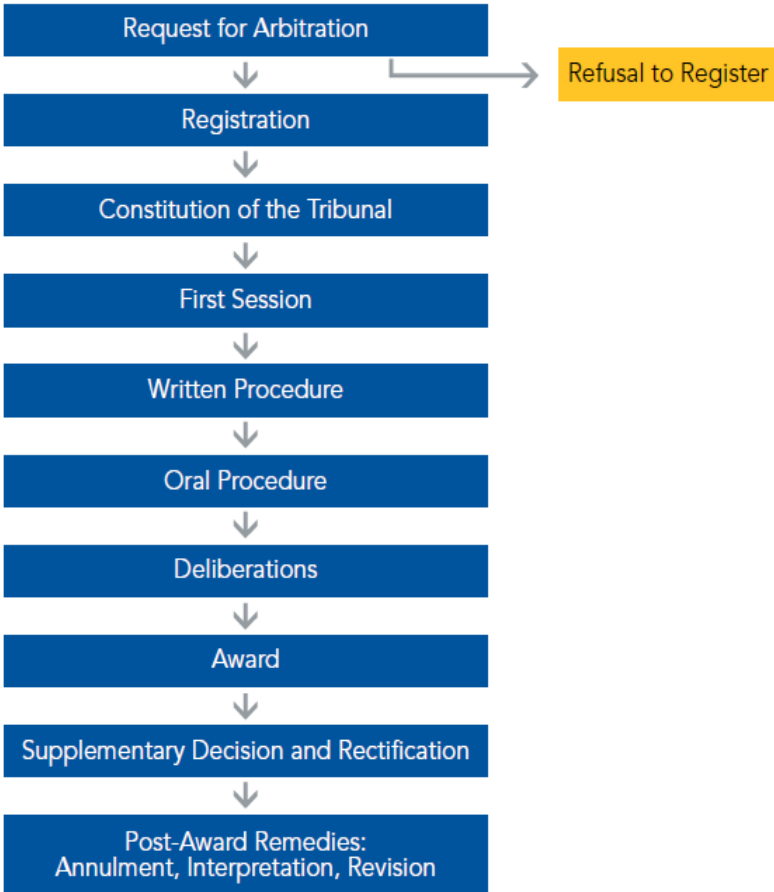 Request for Arbitration
Refusal to Register
Registration
Constitution of the Tribunal
First Session
Written Procedure
Oral Procedure
Deliberations
Award
Supplementary Decision and Rectification
Post-Award Remedies:
Annulment, Interpretation, Revision